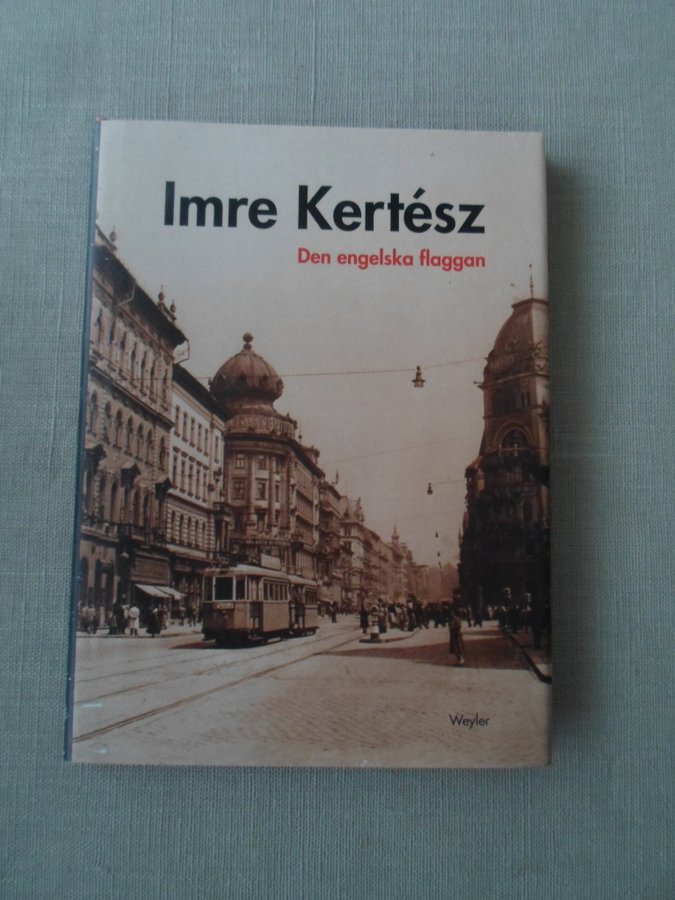 Imre Kertész
Den engelska flaggan
Weyler